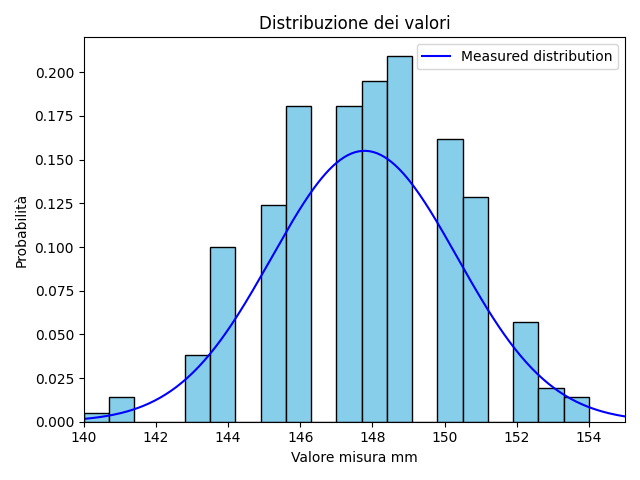 Distribuzione dei valori
Measured distribution
0.200
0.175
0.150
0.125
0.100
0.075
0.050
0.025
0.000
Probabilità
140 142 144 146 148 150 152 154
Valore misura mm